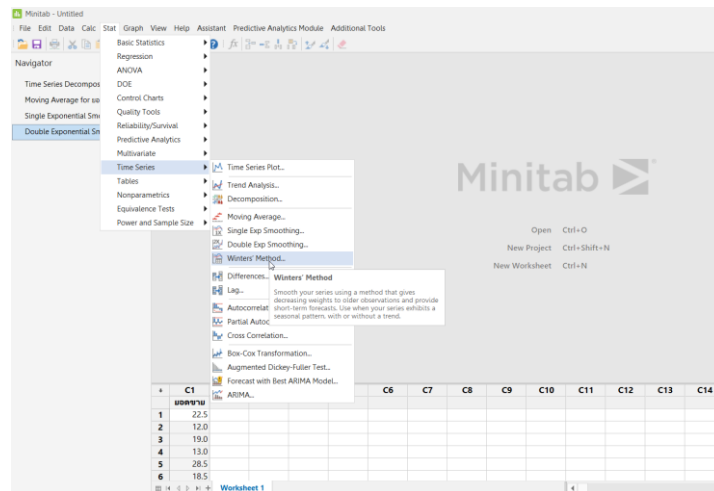 Minitab - Untitled
File Edit Data Calc Stat Graph View Help Assistant Predictive Analytics Module Additional Tools
Navigator
Time Series Decompos
Moving Average for ยอ
Single Exponential Smo
Double Exponential Sn
Basic Statistics
Regression
ANOVA
DOE
Control Charts
Quality Tools
Reliability/Survival
Predictive Analytics
Multivariate
Time Series
Tables
Nonparametrics
Equivalence Tests
Power and Sample Size
Time Series Plot...
Trend Analysis...
Decomposition...
Moving Average...
Single Exp Smoothing...
Double Exp Smoothing...
Winters' Method...
Differences...
Lag...
Autocorrelat
Partial Autoc
Cross Correlation...
Box-Cox Transformation...
Augmented Dickey-Fuller Test...
Forecast with Best ARIMA Model...
ARIMA...
Winters' Method
Smooth your series using a method that gives
decreasing weights to older observations and provide
short-term forecasts. Use when your series exhibits a
seasonal pattern, with or without a trend.
Minitab
Open Ctrl+O
New Project Ctrl+Shift+N
New Worksheet Ctrl+N
C1 C6 C7 C8 C9 C10 C11 C12 C13 C14
ยอดขาย
1 22.5
2 12.0
3 19.0
4 13.0
5 28.5
6 18.5
Worksheet 1